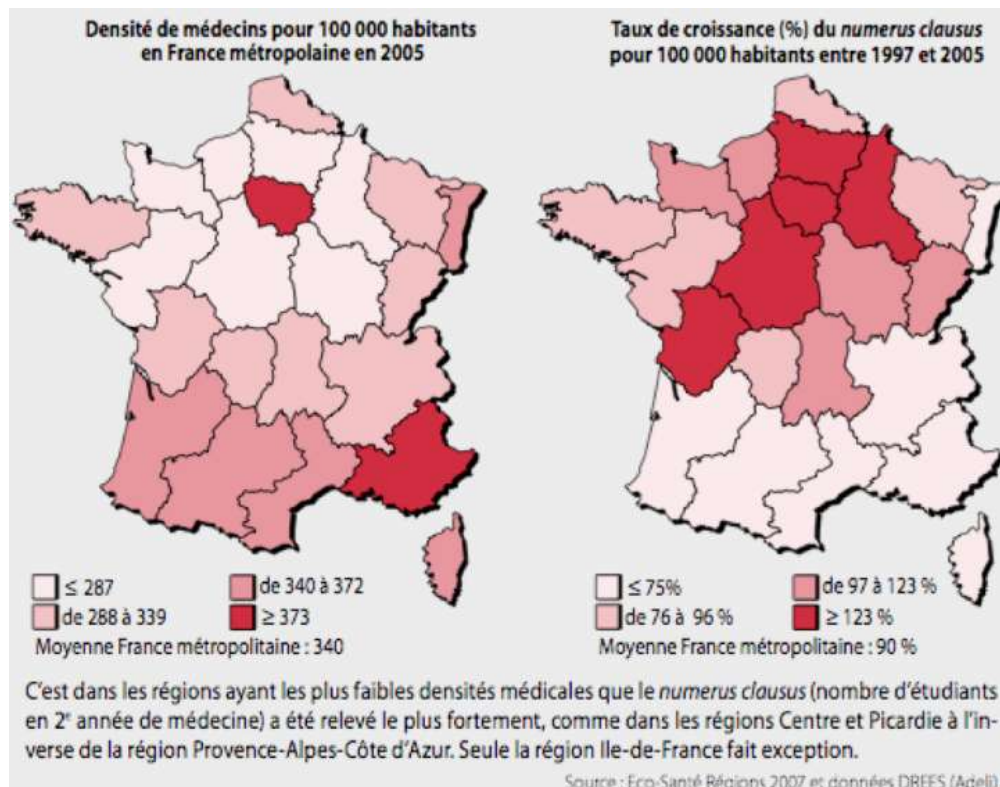 Densité de médecins pour 100 000 habitants
en France métropolaine en 2005
Taux de croissance (%) du numerus clausus
pour 100 000 habitants entre 1997 et 2005
≤ 287
de 288 à 339
de 340 à 372
≥ 373
Moyenne France métropolitaine : 340
≤ 75%
de 76 à 96 %
de 97 à 123 %
≥ 123 %
Moyenne France métropolitaine : 90 %
C'est dans les régions ayant les plus faibles densités médicales que le numerus clausus (nombre d'étudiants
en 2e année de médecine) a été relevé le plus fortement, comme dans les régions Centre et Picardie à l'in-
verse de la région Provence-Alpes-Côte d'Azur. Seule la région Ile-de-France fait exception.
Source : Eco-Santé Régions 2007 et données DREES (Adeli)